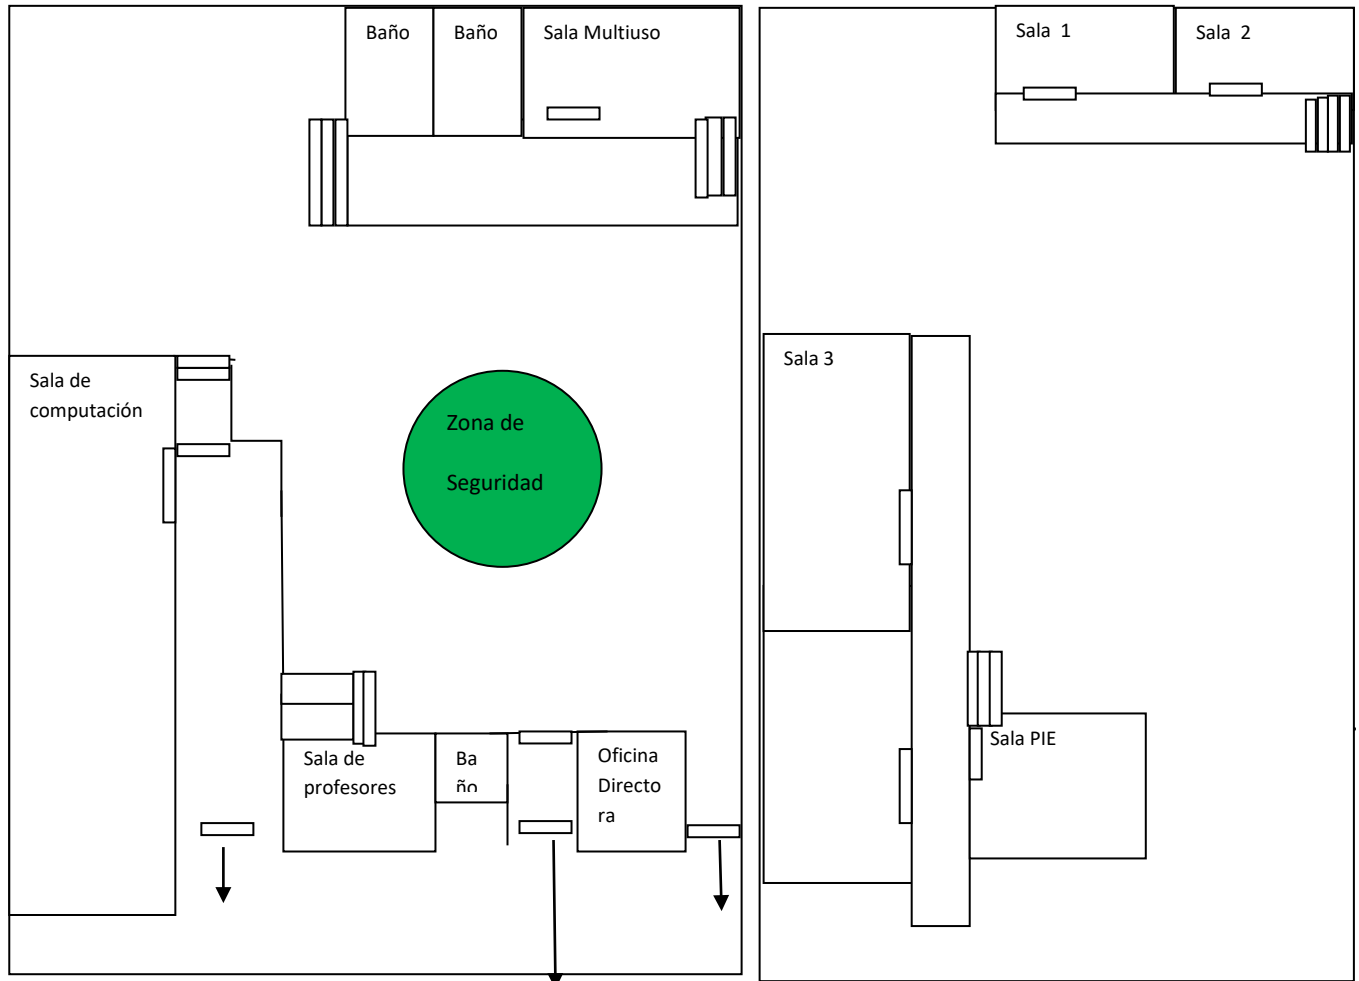 Baño
Baño
Sala Multiuso
Sala de
computación
Zona de
Seguridad
Sala de
profesores
Ba
ño
Oficina
Directo
ra
Sala 1
Sala 2
Sala 3
Sala PIE